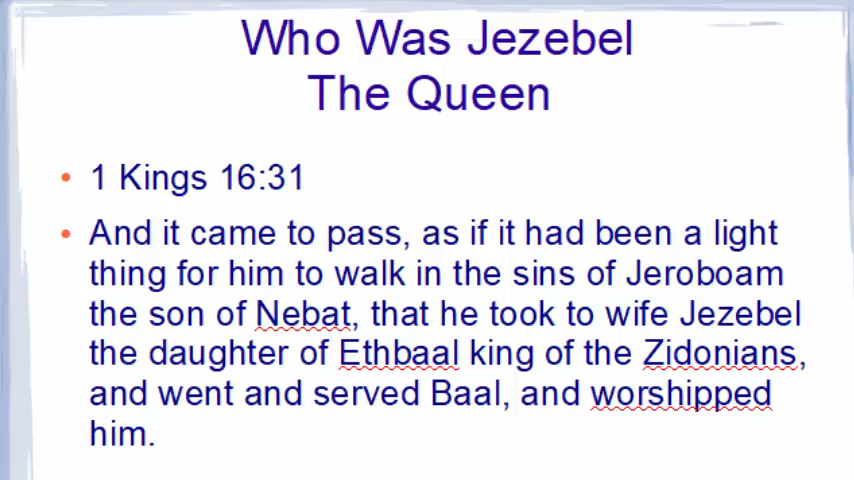 Who Was Jezebel
The Queen
• 1 Kings 16:31
• And it came to pass, as if it had been a light
thing for him to walk in the sins of Jeroboam
the son of Nebat, that he took to wife Jezebel
the daughter of Ethbaal king of the Zidonians,
and went and served Baal, and worshipped
him.